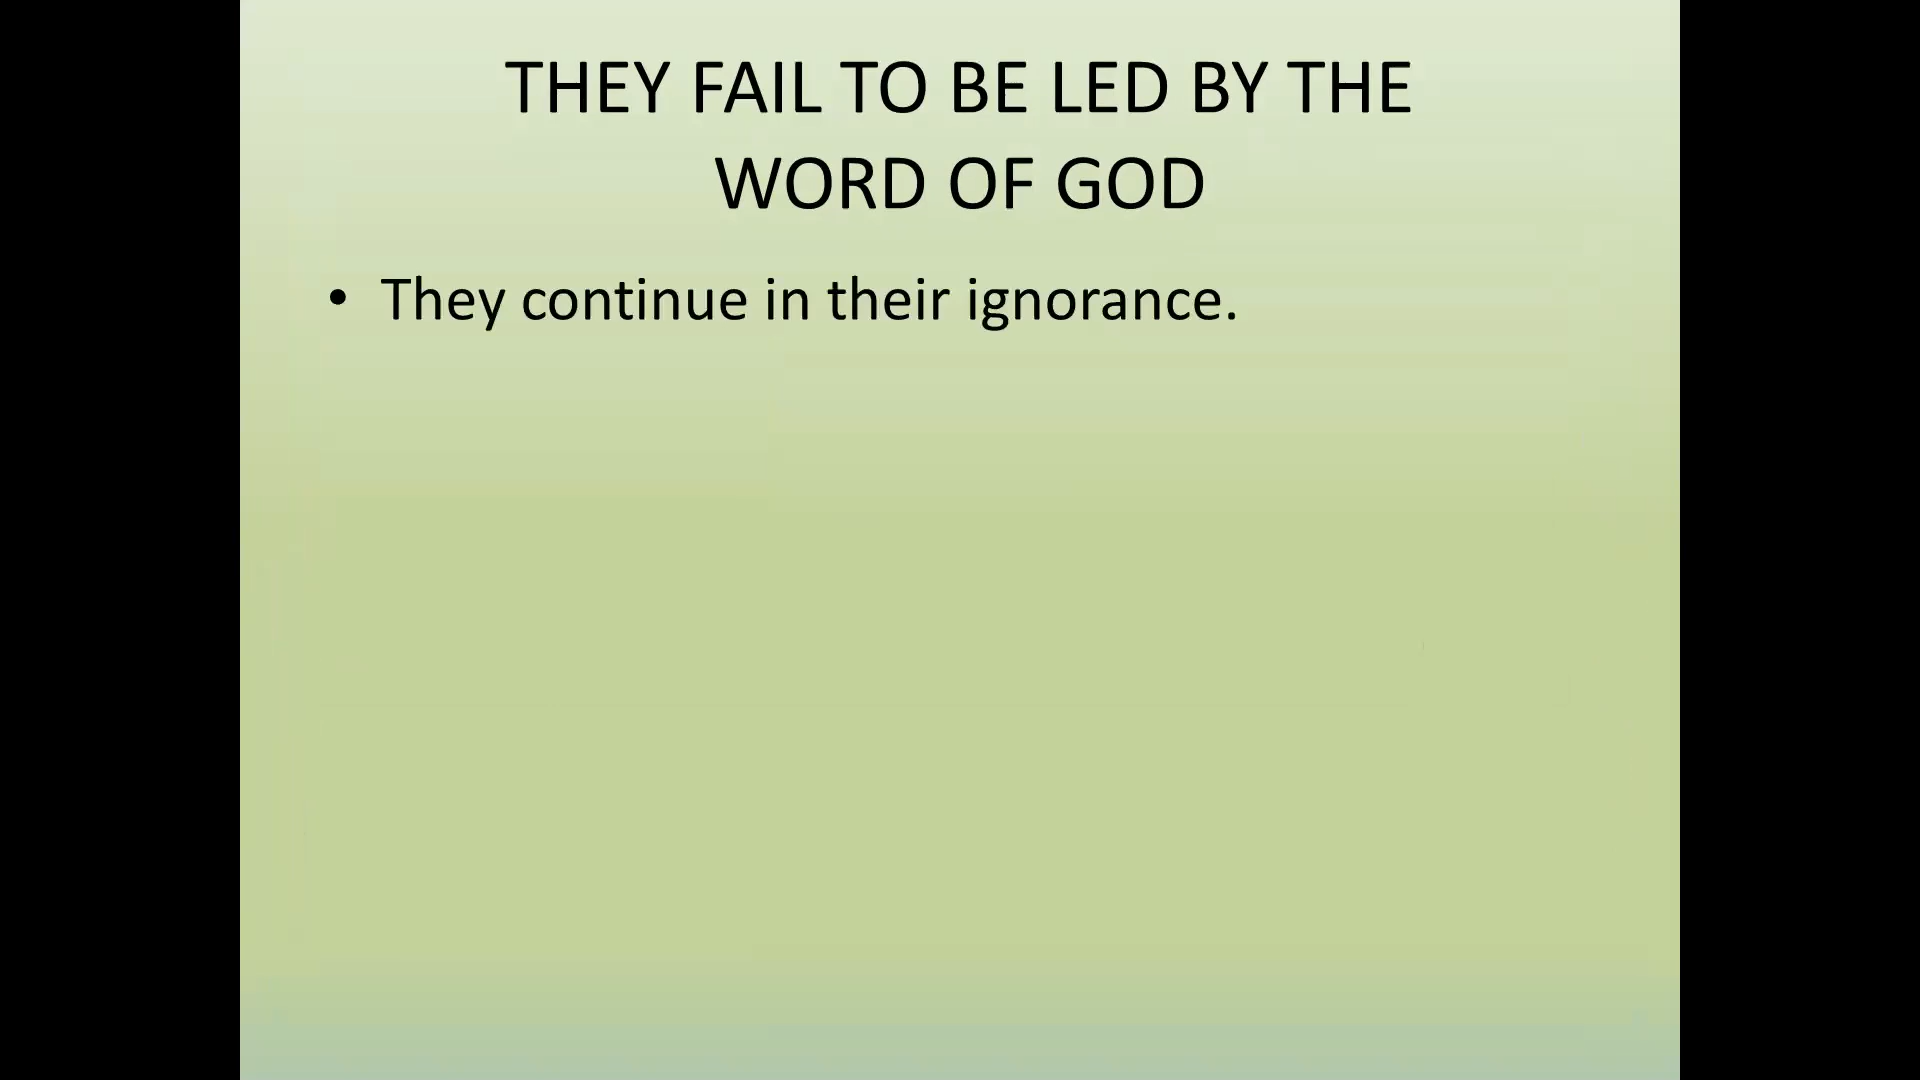 THEY FAIL TO BE LED BY THE
WORD OF GOD
• They continue in their ignorance.